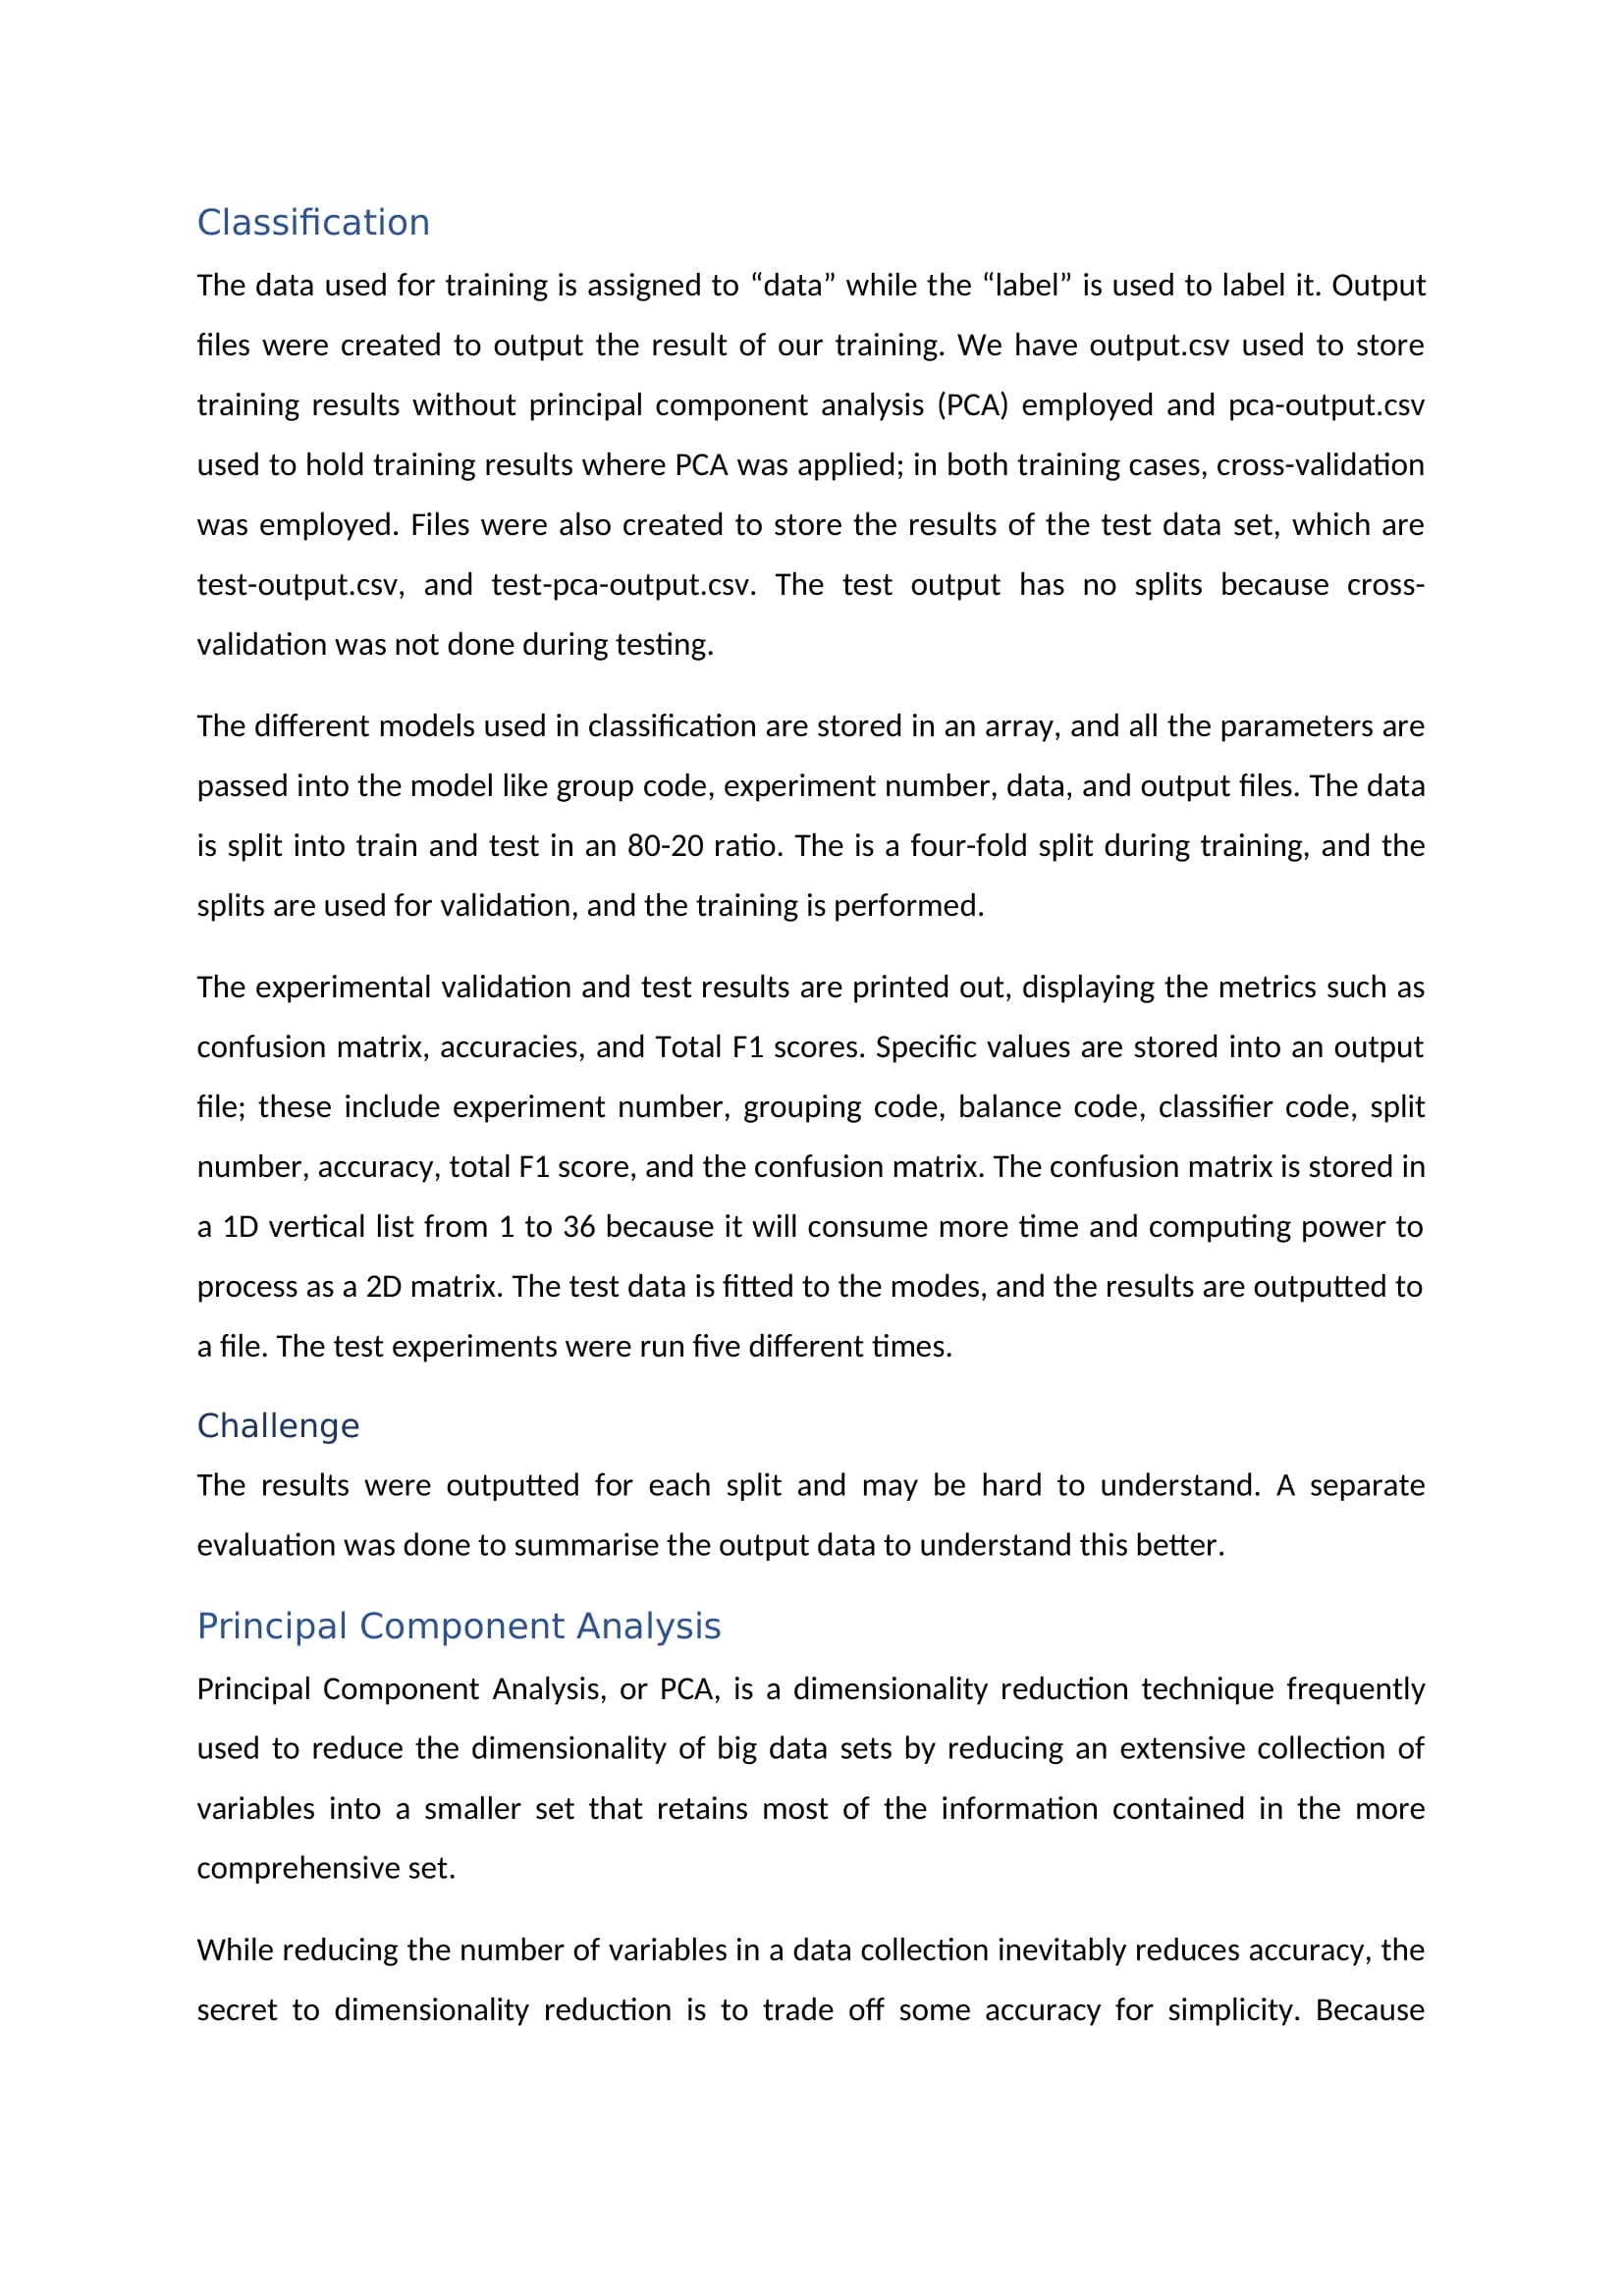 Classification
The data used for training is assigned to “data” while the “label” is used to label it. Output
files were created to output the result of our training. We have output.csv used to store
training results without principal component analysis (PCA) employed and pca-output.csv
used to hold training results where PCA was applied; in both training cases, cross-validation
was employed. Files were also created to store the results of the test data set, which are
test-output.csv, and test-pca-output.csv. The test output has no splits because cross-
validation was not done during testing.
The different models used in classification are stored in an array, and all the parameters are
passed into the model like group code, experiment number, data, and output files. The data
is split into train and test in an 80-20 ratio. The is a four-fold split during training, and the
splits are used for validation, and the training is performed.
The experimental validation and test results are printed out, displaying the metrics such as
confusion matrix, accuracies, and Total F1 scores. Specific values are stored into an output
file; these include experiment number, grouping code, balance code, classifier code, split
number, accuracy, total F1 score, and the confusion matrix. The confusion matrix is stored in
a 1D vertical list from 1 to 36 because it will consume more time and computing power to
process as a 2D matrix. The test data is fitted to the modes, and the results are outputted to
a file. The test experiments were run five different times.
Challenge
The results were outputted for each split and may be hard to understand. A separate
evaluation was done to summarise the output data to understand this better.
Principal Component Analysis
Principal Component Analysis, or PCA, is a dimensionality reduction technique frequently
used to reduce the dimensionality of big data sets by reducing an extensive collection of
variables into a smaller set that retains most of the information contained in the more
comprehensive set.
While reducing the number of variables in a data collection inevitably reduces accuracy, the
secret to dimensionality reduction is to trade off some accuracy for simplicity. Because